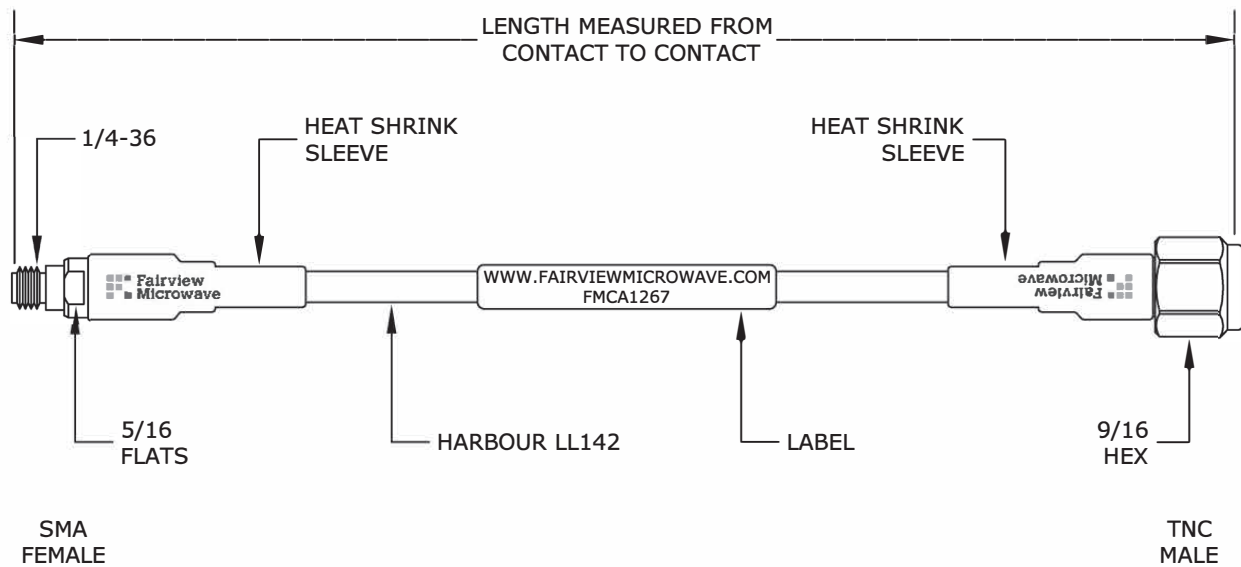 LENGTH MEASURED FROM
CONTACT TO CONTACT
1/4-36
HEAT SHRINK
SLEEVE
HEAT SHRINK
SLEEVE
Fairview
Microwave
WWW.FAIRVIEWMICROWAVE.COM
FMCA1267
Fairview
Microwave
5/16
FLATS
HARBOUR LL142
LABEL
9/16
HEX
SMA
FEMALE
TNC
MALE